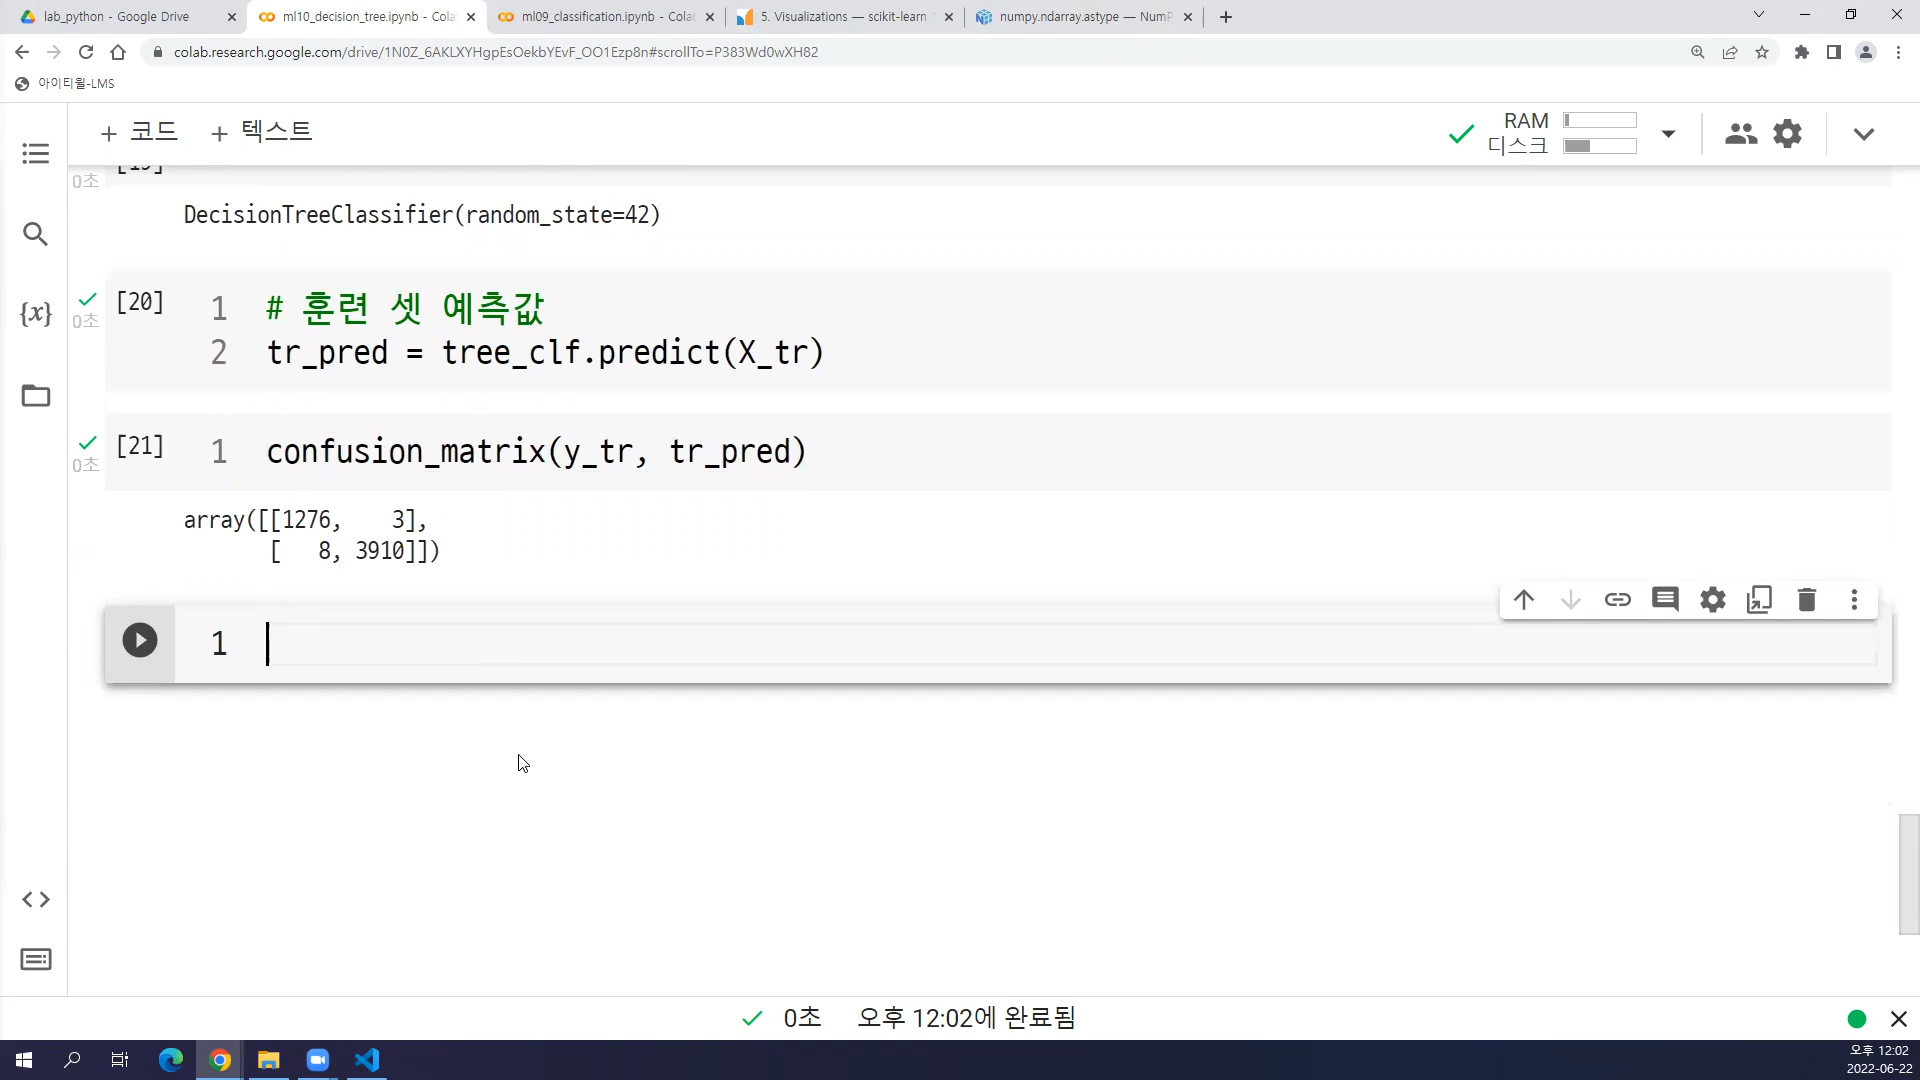 lab_python - Google Drive
ml10_decision_tree.ipynb - Cola
ml09_classification.ipynb - Cola
5. Visualizations — scikit-learn
numpy.ndarray.astype — NumP
colab.research.google.com/drive/1N0Z_6AKLXYHgpEsOekbYEvF_OO1Ezp8n#scrollTo=P383Wd0wXH82
아이티윌-LMS
+ 코드 + 텍스트
RAM
디스크
0초
DecisionTreeClassifier(random_state=42)
[20] 1 # 훈련 셋 예측값
0초
2 tr_pred = tree_clf.predict(X_tr)
[21] 1 confusion_matrix(y_tr, tr_pred)
0초
array([[1276,    3],
[   8, 3910]])
1
{x}
0초 오후 12:02에 완료됨
오후 12:02
2022-06-22